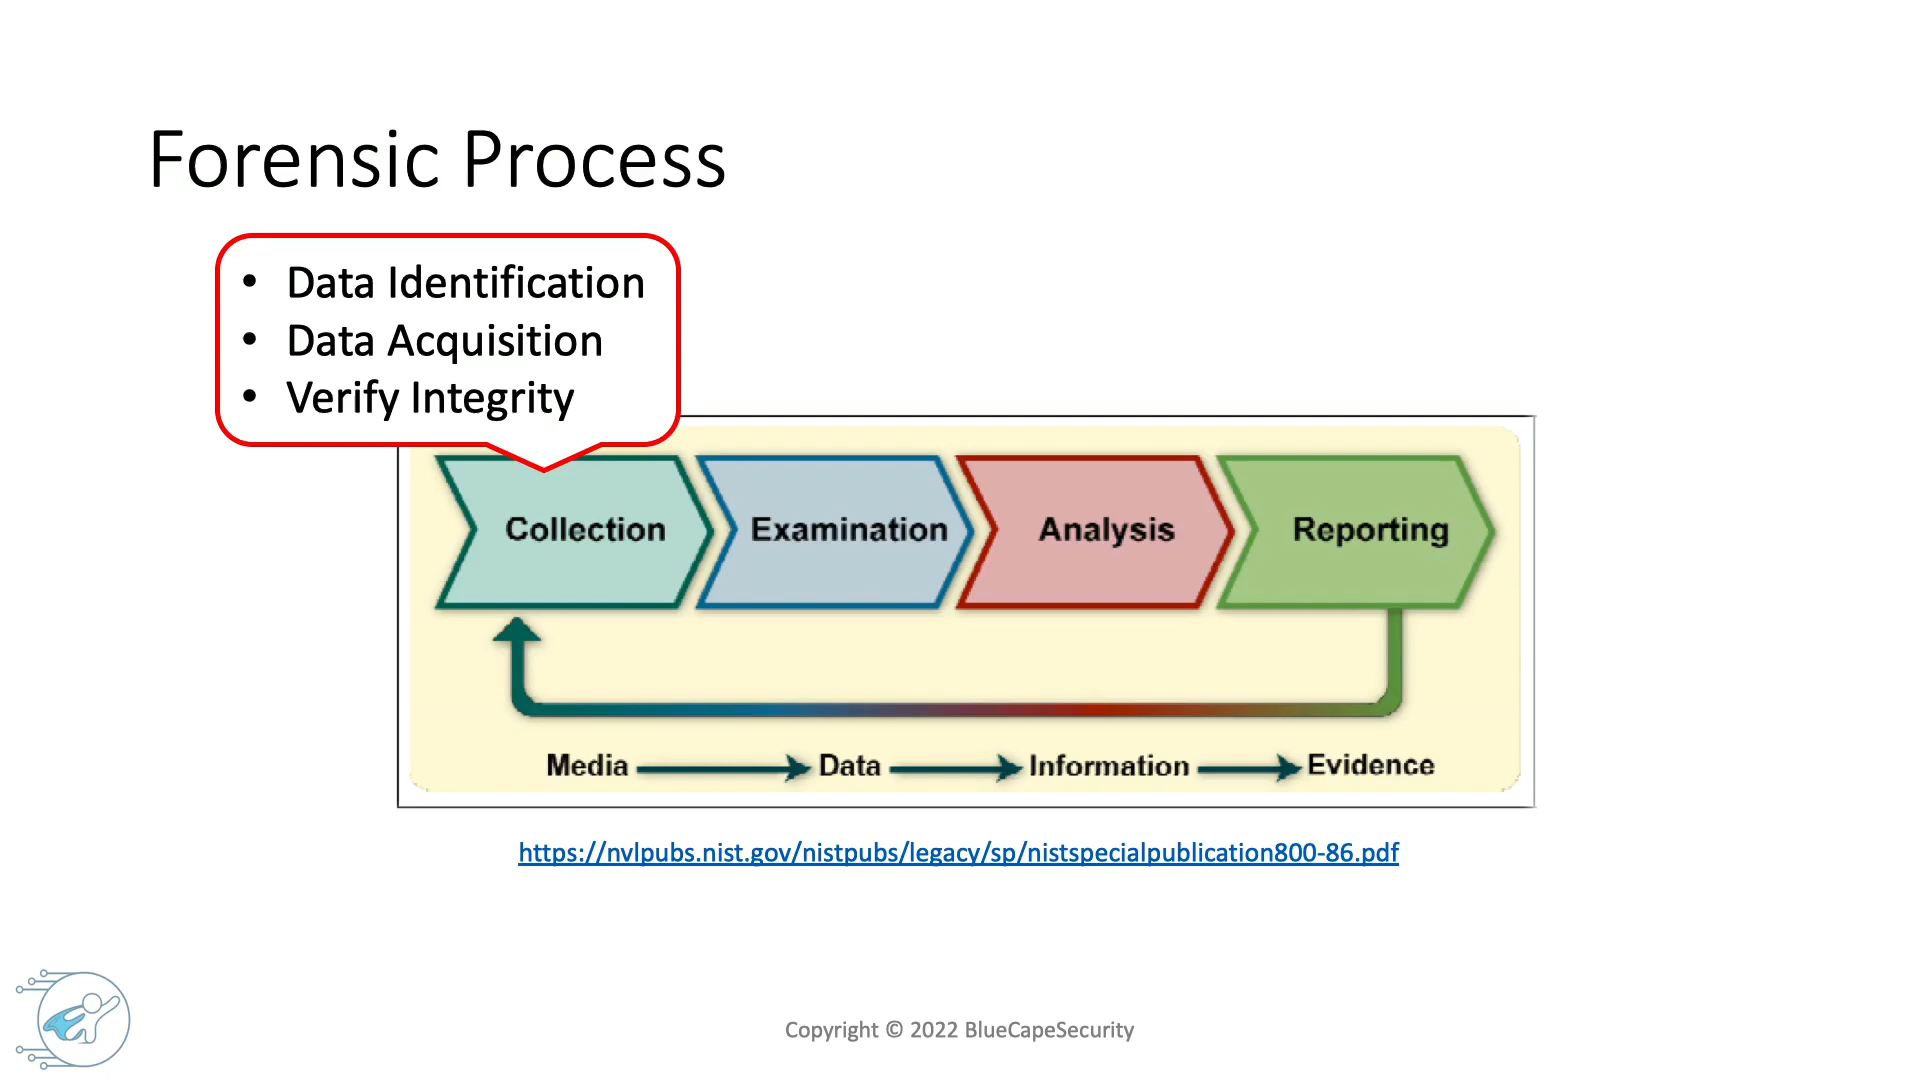 Forensic Process
• Data Identification
• Data Acquisition
• Verify Integrity
Collection
Examination
Analysis
Reporting
Media
Data
Information
Evidence
https://nvlpubs.nist.gov/nistpubs/legacy/sp/nistspecialpublication800-86.pdf
Copyright © 2022 BlueCapeSecurity